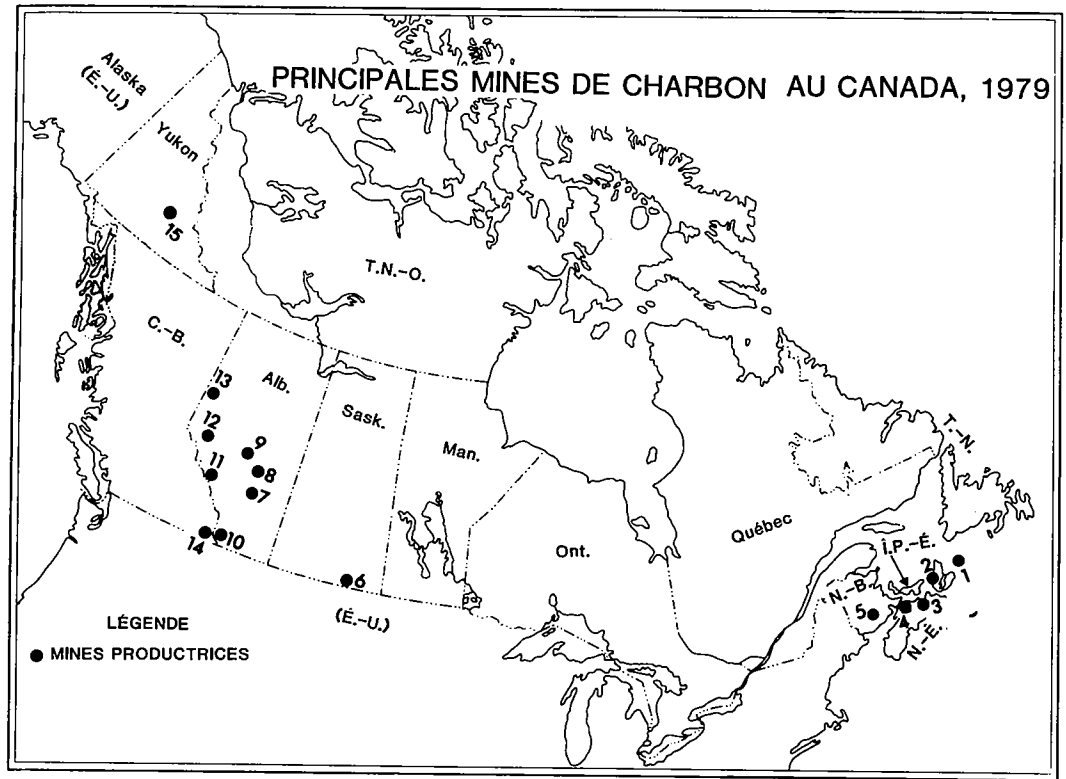 PRINCIPALES MINES DE CHARBON AU CANADA, 1979
Alaska
(É.-U.)
Yukon
15
T.N.-O.
C.-B.
13
Alb.
12
9
11
8
7
Sask.
Man.
14
10
6
(É.-U.)
Ont.
Québec
T.-N.
Î.P.-É.
2
1
N.-B.
5
3
N.-É.
LÉGENDE
MINES PRODUCTRICES